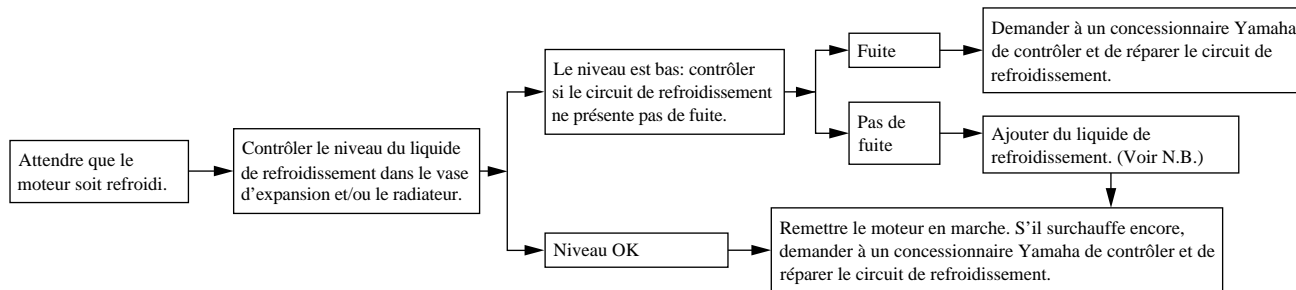 Attendre que le
moteur soit refroidi.
Contrôler le niveau du liquide
de refroidissement dans le vase
d’expansion et/ou le radiateur.
Le niveau est bas: contrôler
si le circuit de refroidissement
ne présente pas de fuite.
Fuite
Demander à un concessionnaire Yamaha
de contrôler et de réparer le circuit de
refroidissement.
Pas de
fuite
Ajouter du liquide de
refroidissement. (Voir N.B.)
Niveau OK
Remettre le moteur en marche. S’il surchauffe encore,
demander à un concessionnaire Yamaha de contrôler et de
réparer le circuit de refroidissement.